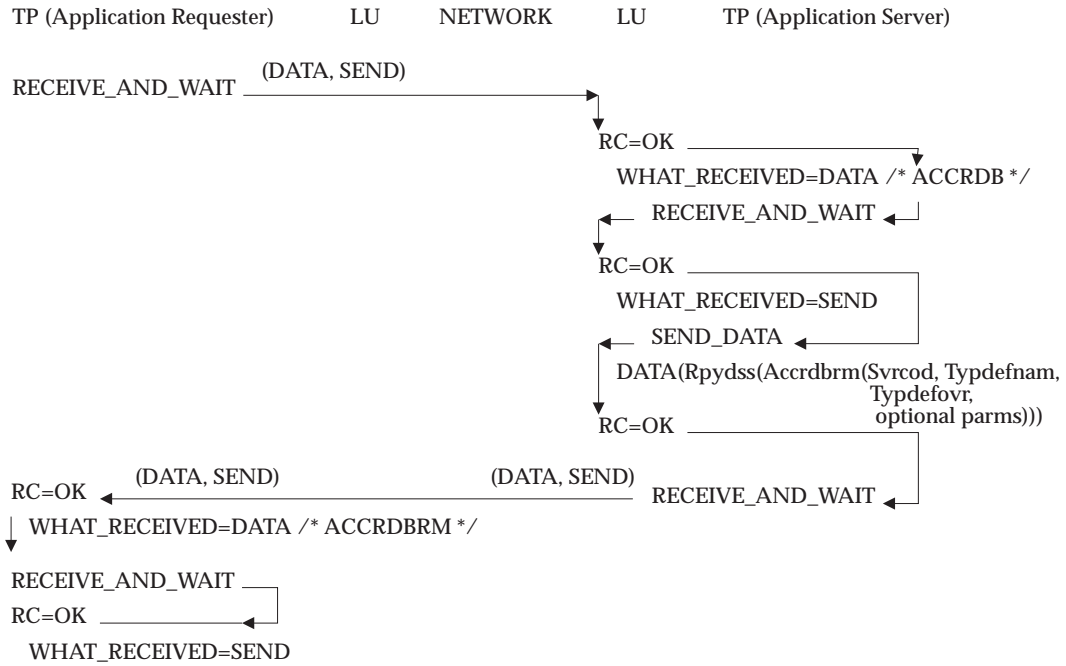 TP (Application Requester) LU NETWORK LU TP (Application Server)
(DATA, SEND)
RECEIVE_AND_WAIT
RC=OK
WHAT_RECEIVED=DATA /* ACCRDB */
RECEIVE_AND_WAIT
RC=OK
WHAT_RECEIVED=SEND
SEND_DATA
DATA(Rpydss(Accrdbrm(Svrcod, Typdefnam,
Typdefovr,
optional parms)))
RC=OK
(DATA, SEND) (DATA, SEND)
RC=OK RECEIVE_AND_WAIT
WHAT_RECEIVED=DATA /* ACCRDBRM */
RECEIVE_AND_WAIT
RC=OK
WHAT_RECEIVED=SEND